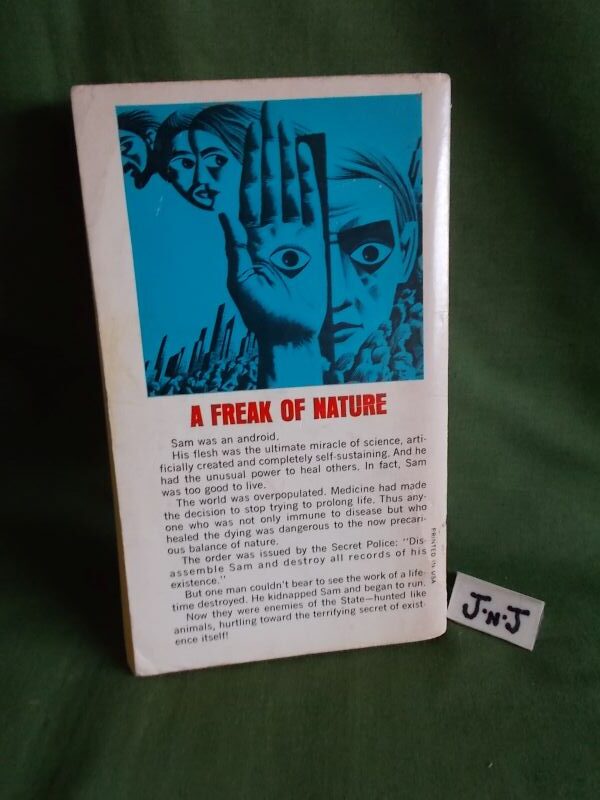 A FREAK OF NATURE
Sam was an android.
His flesh was the ultimate miracle of science, arti-
ficially created and completely self-sustaining. And he
had the unusual power to heal others. In fact, Sam
was too good to live.
The world was overpopulated. Medicine had made
the decision to stop trying to prolong life. Thus any-
one who was not only immune to disease but who
healed the dying was dangerous to the now precari-
ous balance of nature.
The order was issued by the Secret Police: "Dis-
assemble Sam and destroy all records of his
existence."
But one man couldn't bear to see the work of a life-
time destroyed. He kidnapped Sam and began to run.
Now they were enemies of the State—hunted like
animals, hurtling toward the terrifying secret of exist-
ence itself!
PRINTED IN USA
J·N·J